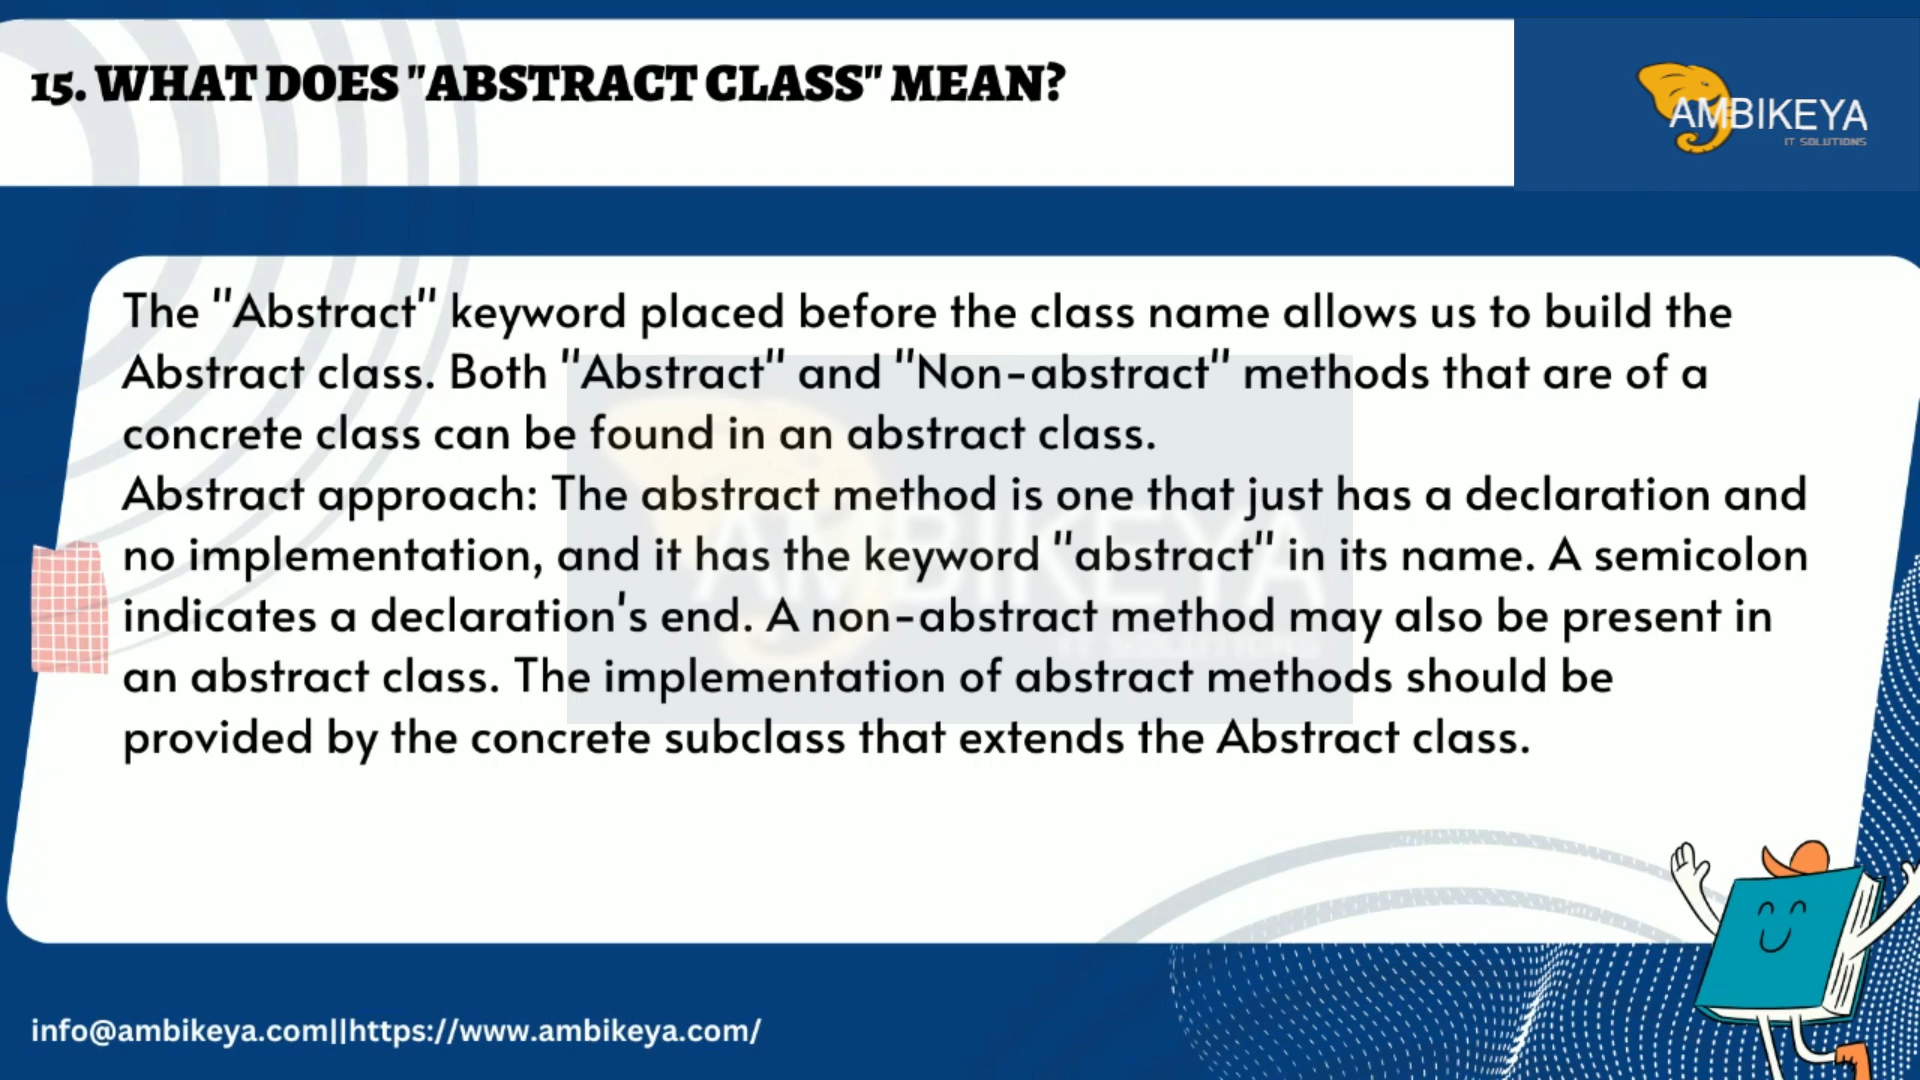 15. WHAT DOES "ABSTRACT CLASS" MEAN?
AMBIKEYA
IT SOLUTIONS
The "Abstract" keyword placed before the class name allows us to build the
Abstract class. Both "Abstract" and "Non-abstract" methods that are of a
concrete class can be found in an abstract class.
Abstract approach: The abstract method is one that just has a declaration and
no implementation, and it has the keyword "abstract" in its name. A semicolon
indicates a declaration's end. A non-abstract method may also be present in
an abstract class. The implementation of abstract methods should be
provided by the concrete subclass that extends the Abstract class.
AMBIKEYA
IT SOLUTIONS
info@ambikeya.com||https://www.ambikeya.com/